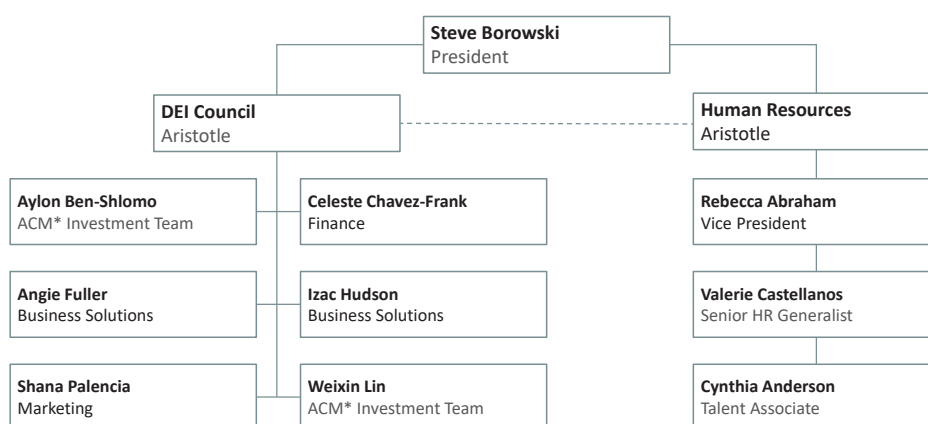 Steve Borowski
President
DEI Council
Aristotle
Human Resources
Aristotle
Aylon Ben-Shlomo
ACM* Investment Team
Celeste Chavez-Frank
Finance
Rebecca Abraham
Vice President
Angie Fuller
Business Solutions
Izac Hudson
Business Solutions
Valerie Castellanos
Senior HR Generalist
Shana Palencia
Marketing
Weixin Lin
ACM* Investment Team
Cynthia Anderson
Talent Associate